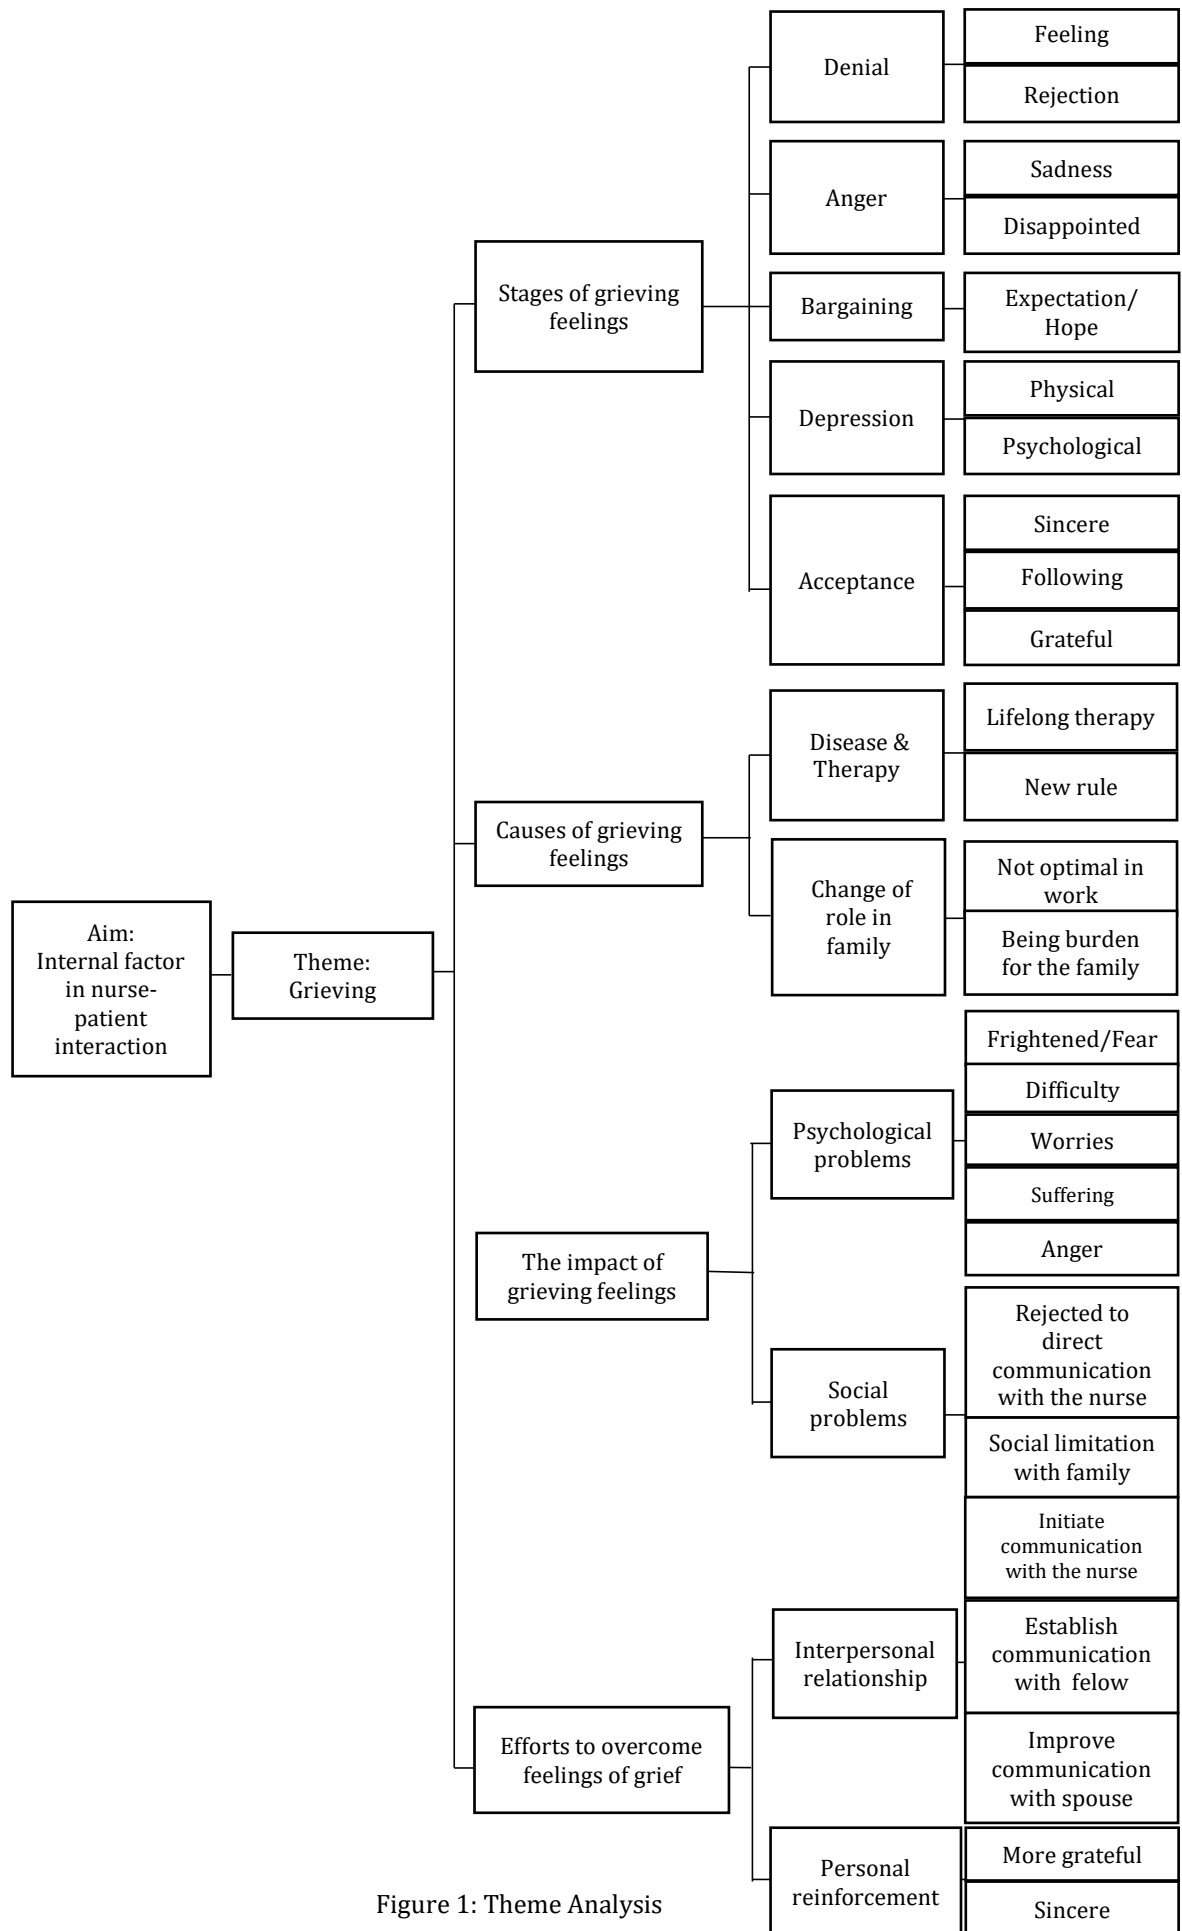 Aim:
Internal factor
in nurse-
patient
interaction
Theme:
Grieving
Stages of grieving
feelings
Denial
Feeling
Rejection
Anger
Sadness
Disappointed
Bargaining
Expectation/
Hope
Depression
Physical
Psychological
Acceptance
Sincere
Following
Grateful
Causes of grieving
feelings
Disease &
Therapy
Lifelong therapy
New rule
Change of
role in
family
Not optimal in
work
Being burden
for the family
The impact of
grieving feelings
Psychological
problems
Frightened/Fear
Difficulty
Worries
Suffering
Anger
Social
problems
Rejected to
direct
communication
with the nurse
Social limitation
with family
Efforts to overcome
feelings of grief
Interpersonal
relationship
Initiate
communication
with the nurse
Establish
communication
with felow
Improve
communication
with spouse
Personal
reinforcement
More grateful
Sincere
Figure 1: Theme Analysis